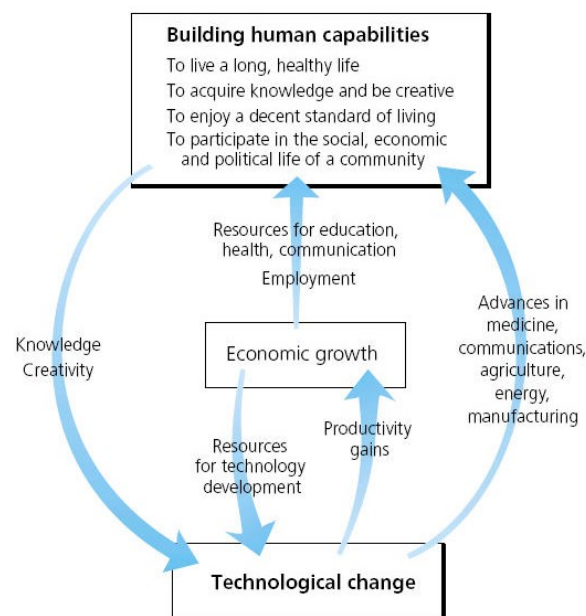 Building human capabilities
To live a long, healthy life
To acquire knowledge and be creative
To enjoy a decent standard of living
To participate in the social, economic
and political life of a community
Resources for education,
health, communication
Employment
Knowledge
Creativity
Advances in
medicine,
communications,
agriculture,
energy,
manufacturing
Economic growth
Resources
for technology
development
Productivity
gains
Technological change